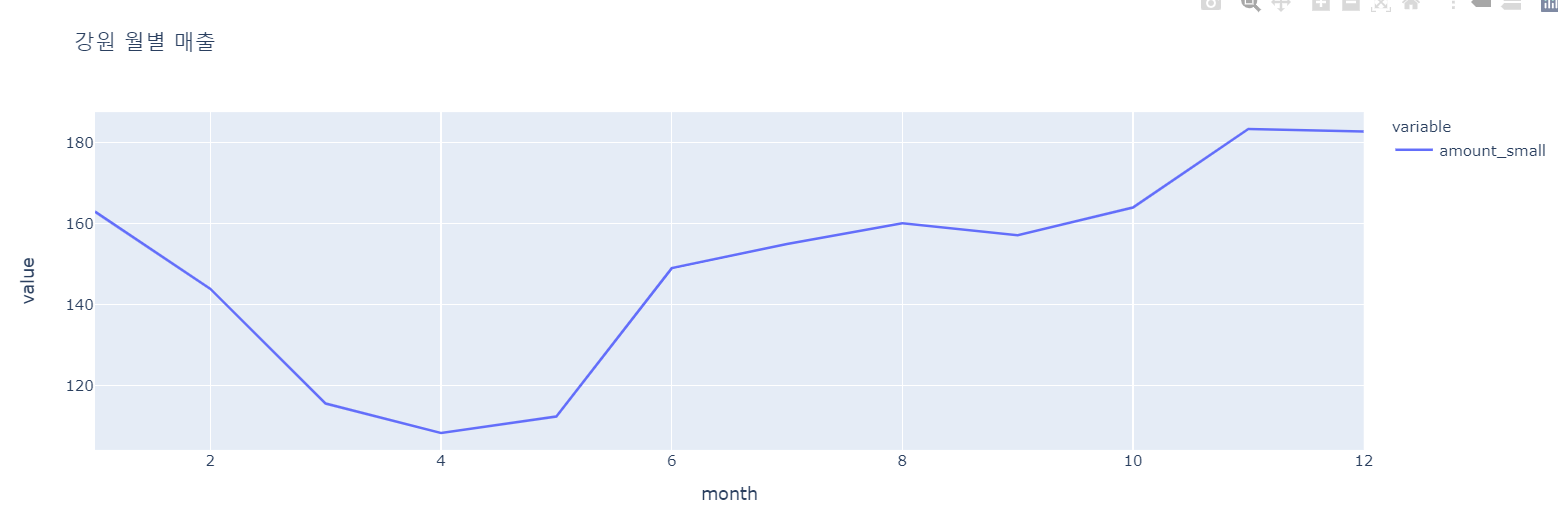 강원 월별 매출
variable
amount_small
value
180
160
140
120
2 4 6 8 10 12
month